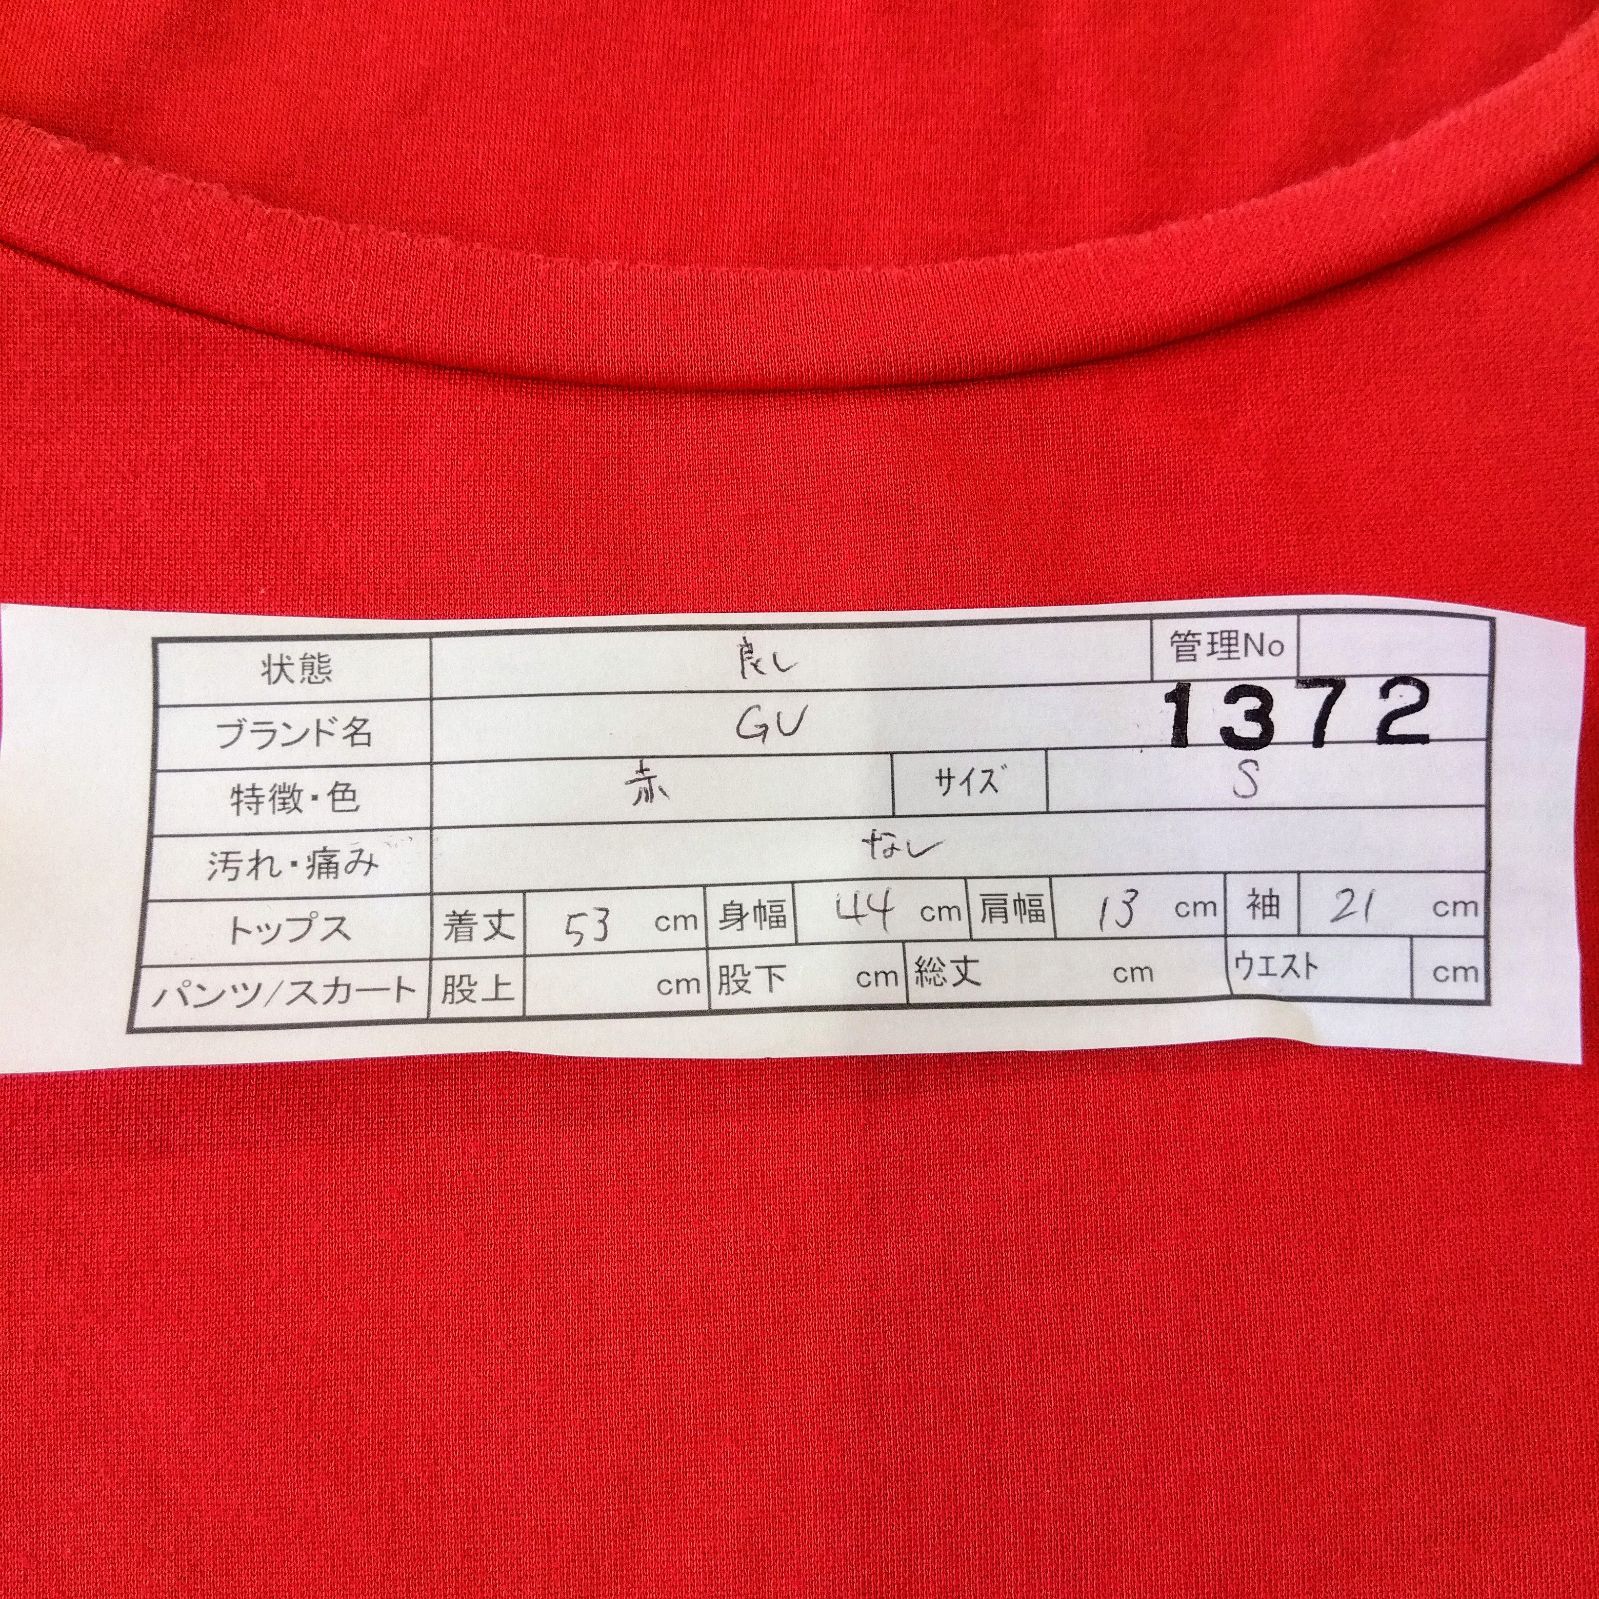 状態 良し 管理No
ブランド名 GU 1372
特徴・色 赤 サイズ S
汚れ・痛み なし
トップス 着丈 53 cm 身幅 44 cm 肩幅 13 cm 袖 21 cm
パンツ/スカート 股上 cm 股下 cm 総丈 cm ウエスト cm